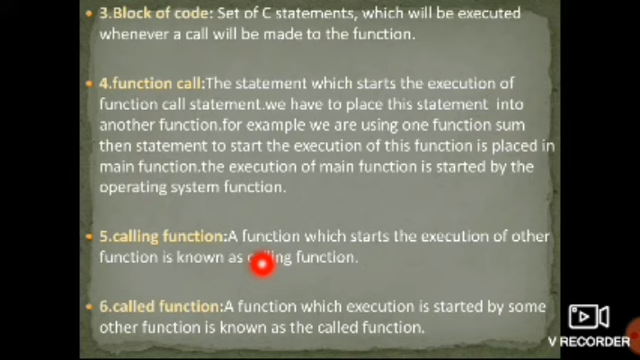 3.Block of code: Set of C statements, which will be executed
whenever a call will be made to the function.
4.function call:The statement which starts the execution of
function call statement.we have to place this statement into
another function.for example we are using one function sum
then statement to start the execution of this function is placed in
main function.the execution of main function is started by the
operating system function.
5.calling function:A function which starts the execution of other
function is known as calling function.
6.called function:A function which execution is started by some
other function is known as the called function.
V RECORDER